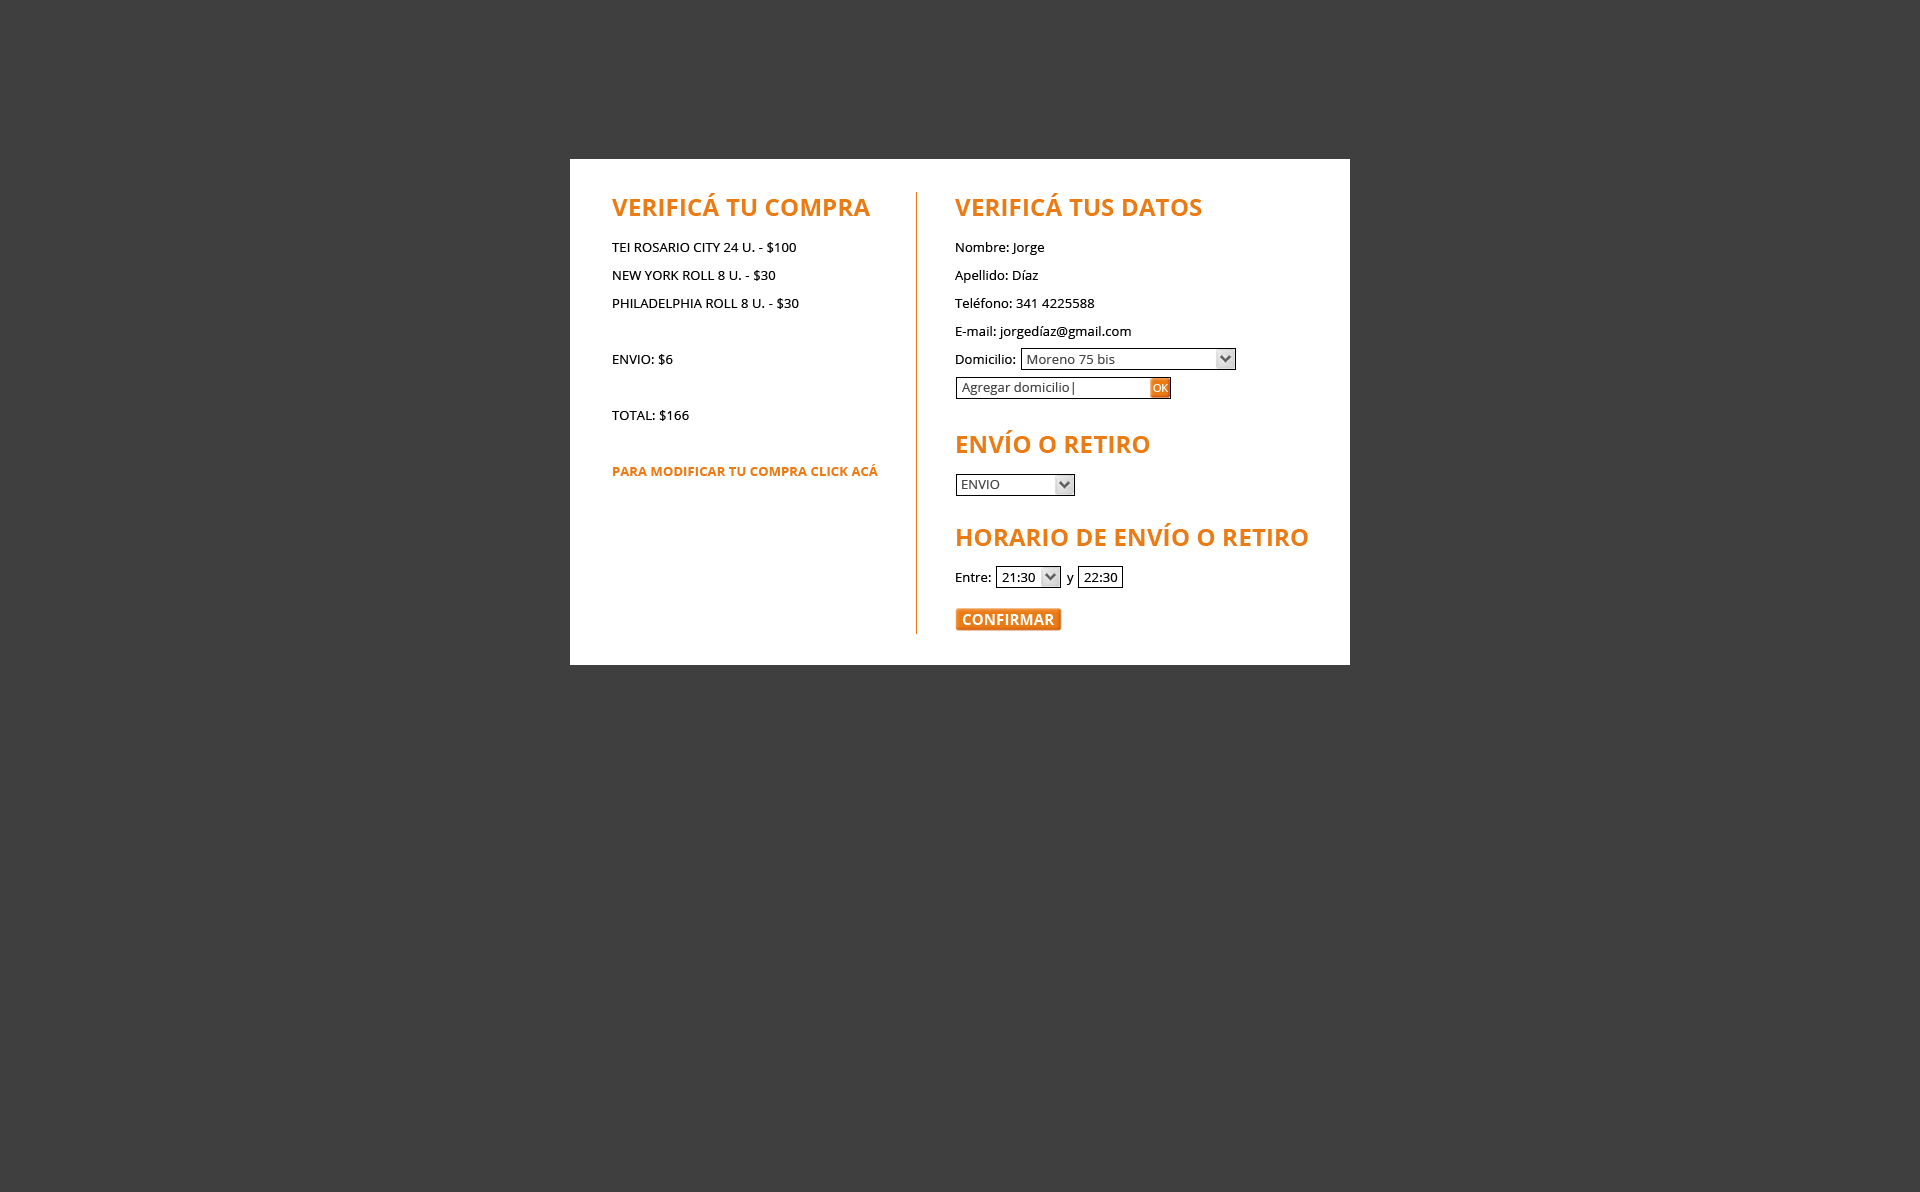 VERIFICÁ TU COMPRA
TEI ROSARIO CITY 24 U. - $100
NEW YORK ROLL 8 U. - $30
PHILADELPHIA ROLL 8 U. - $30
ENVIO: $6
TOTAL: $166
PARA MODIFICAR TU COMPRA CLICK ACÁ
VERIFICÁ TUS DATOS
Nombre: Jorge
Apellido: Díaz
Teléfono: 341 4225588
E-mail: jorgedíaz@gmail.com
Domicilio: Moreno 75 bis
Agregar domicilio| OK
ENVÍO O RETIRO
ENVIO
HORARIO DE ENVÍO O RETIRO
Entre: 21:30 y 22:30
CONFIRMAR